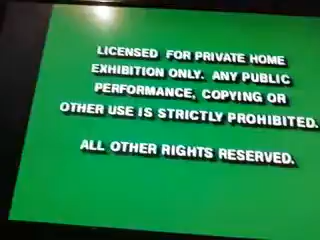 LICENSED FOR PRIVATE HOME
EXHIBITION ONLY. ANY PUBLIC
PERFORMANCE, COPYING OR
OTHER USE IS STRICTLY PROHIBITED.
ALL OTHER RIGHTS RESERVED.